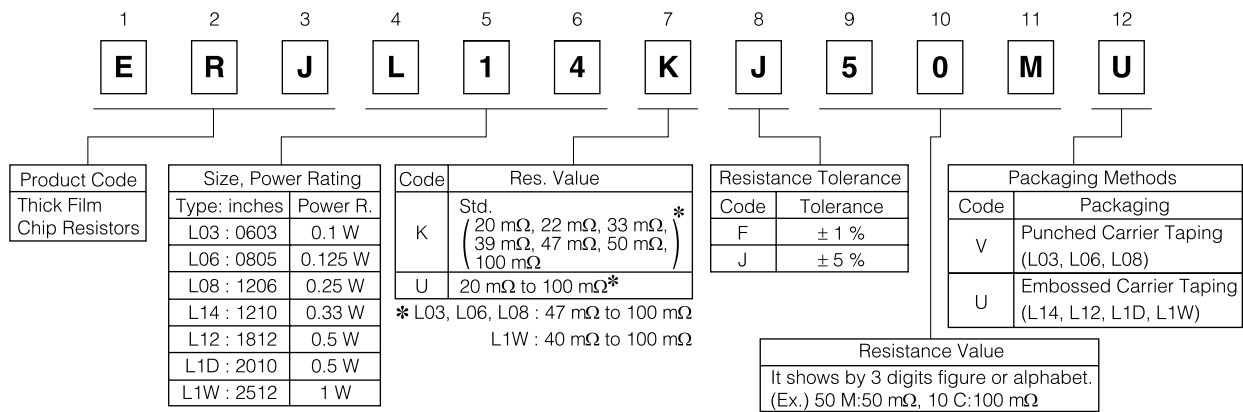 1 2 3 4 5 6 7 8 9 10 11 12
E R J L 1 4 K J 5 0 M U
Product Code
Thick Film
Chip Resistors
Size, Power Rating
Type: inches Power R.
L03 : 0603 0.1 W
L06 : 0805 0.125 W
L08 : 1206 0.25 W
L14 : 1210 0.33 W
L12 : 1812 0.5 W
L1D : 2010 0.5 W
L1W : 2512 1 W
Code Res. Value
K Std.
(20 mΩ, 22 mΩ, 33 mΩ,
39 mΩ, 47 mΩ, 50 mΩ,
100 mΩ)*
U 20 mΩ to 100 mΩ*
* L03, L06, L08 : 47 mΩ to 100 mΩ
L1W : 40 mΩ to 100 mΩ
Resistance Tolerance
Code Tolerance
F ± 1 %
J ± 5 %
Resistance Value
It shows by 3 digits figure or alphabet.
(Ex.) 50 M:50 mΩ, 10 C:100 mΩ
Packaging Methods
Code Packaging
V Punched Carrier Taping
(L03, L06, L08)
U Embossed Carrier Taping
(L14, L12, L1D, L1W)